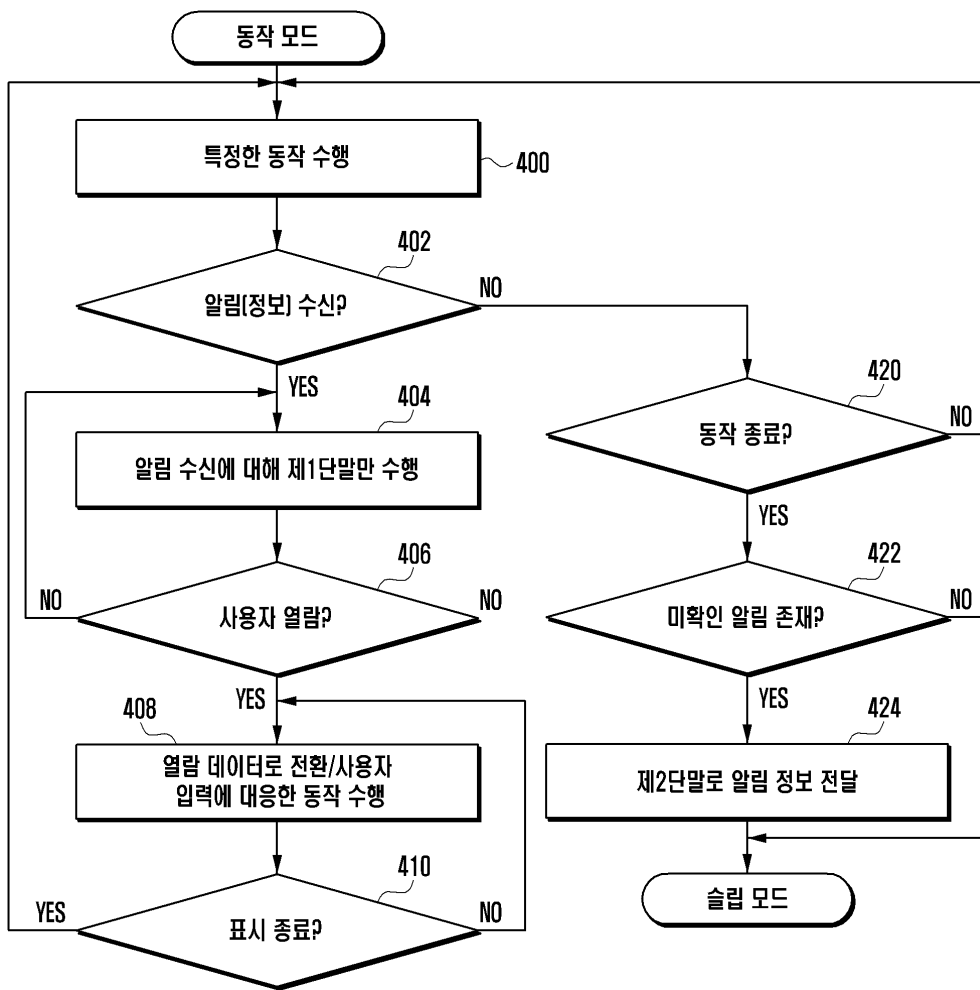 동작 모드
특정한 동작 수행
400
402
알림(정보) 수신?
NO
YES
404
알림 수신에 대해 제1단말만 수행
406
사용자 열람?
NO
NO
YES
408
열람 데이터로 전환/사용자
입력에 대응한 동작 수행
410
표시 종료?
YES
NO
420
동작 종료?
NO
YES
422
미확인 알림 존재?
NO
YES
424
제2단말로 알림 정보 전달
슬립 모드